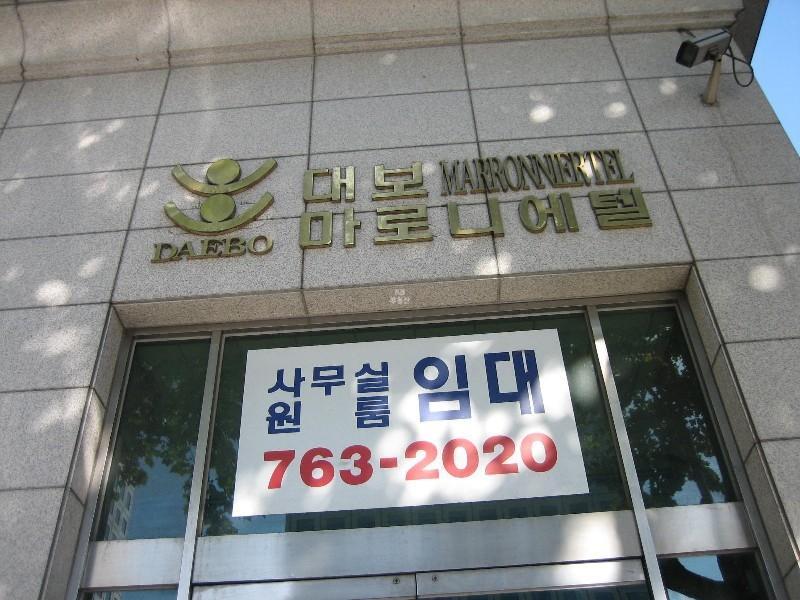 대보 MARRONNIERTEL
마로니에텔
DAEBO
사무실 임대
원 룸
763-2020